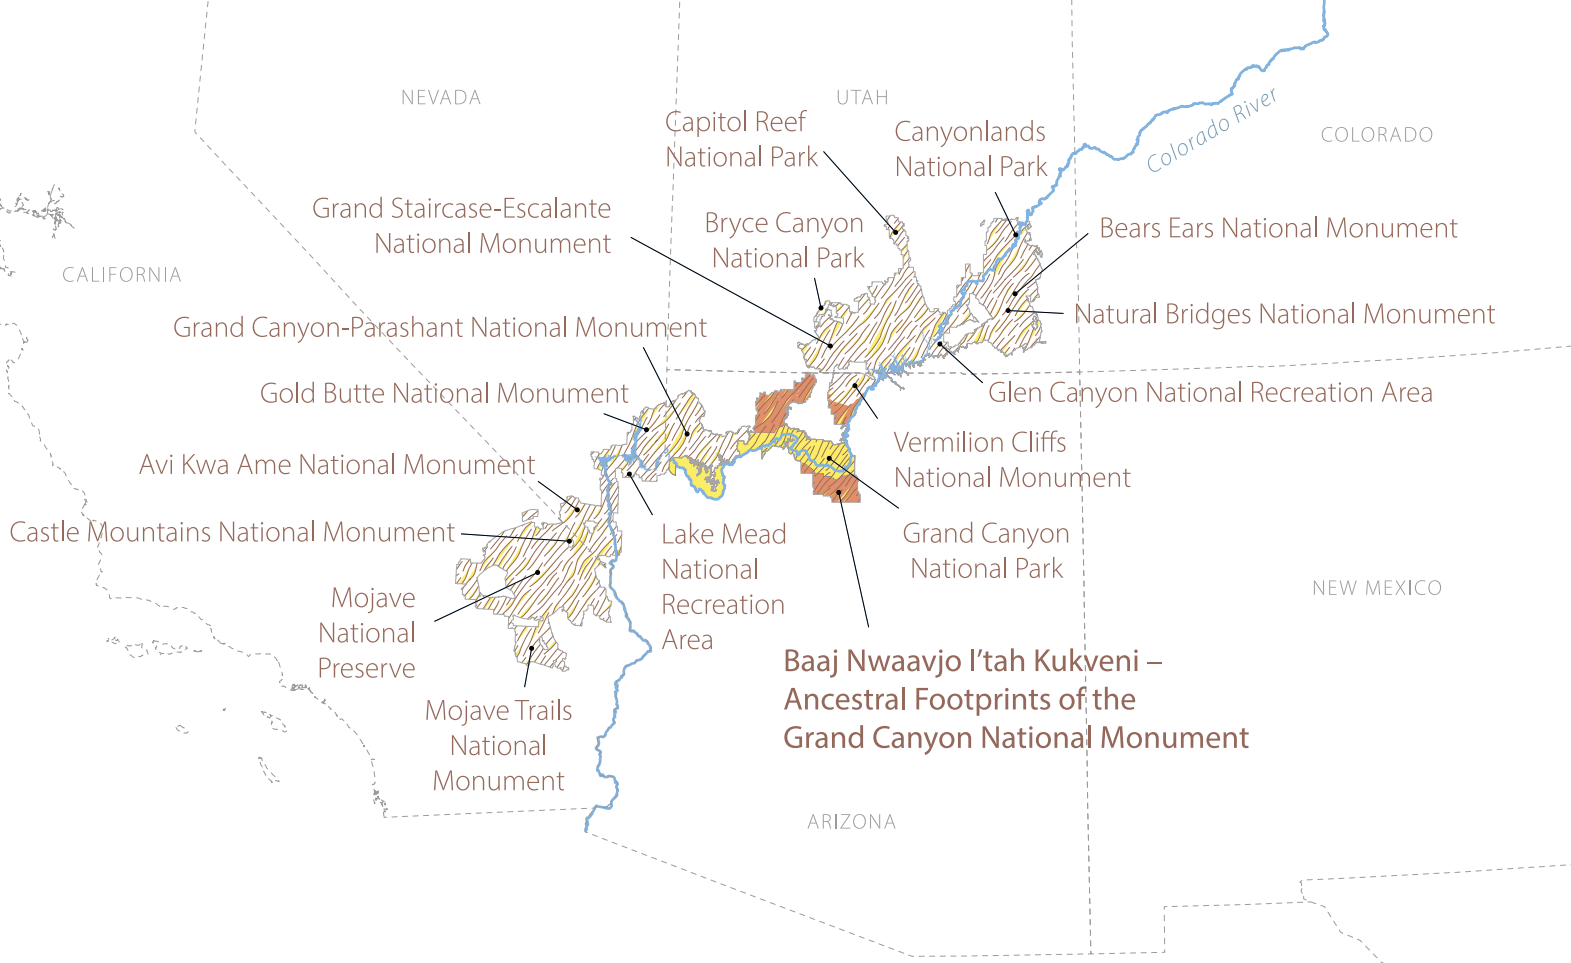 NEVADA
UTAH
COLORADO
Colorado River
CALIFORNIA
Capitol Reef
National Park
Canyonlands
National Park
Grand Staircase-Escalante
National Monument
Bryce Canyon
National Park
Bears Ears National Monument
Natural Bridges National Monument
Grand Canyon-Parashant National Monument
Gold Butte National Monument
Glen Canyon National Recreation Area
Avi Kwa Ame National Monument
Vermilion Cliffs
National Monument
Castle Mountains National Monument
Lake Mead
National
Recreation
Area
Grand Canyon
National Park
NEW MEXICO
Mojave
National
Preserve
Baaj Nwaavjo I’tah Kukveni –
Ancestral Footprints of the
Grand Canyon National Monument
Mojave Trails
National
Monument
ARIZONA